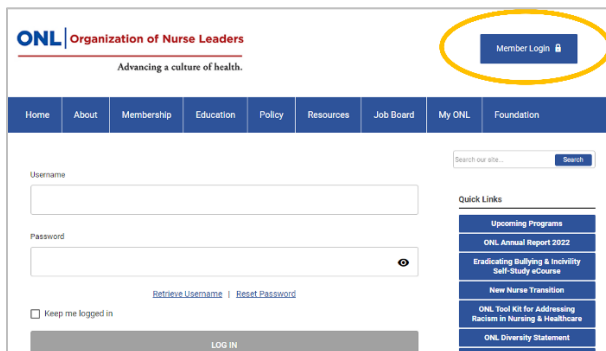 ONL Organization of Nurse Leaders
Advancing a culture of health.
Member Login
Home About Membership Education Policy Resources Job Board My ONL Foundation
Search our site... Search
Username
Password
Retrieve Username | Reset Password
Keep me logged in
LOG IN
Quick Links
Upcoming Programs
ONL Annual Report 2022
Eradicating Bullying & Incivility
Self-Study eCourse
New Nurse Transition
ONL Tool Kit for Addressing
Racism in Nursing & Healthcare
ONL Diversity Statement